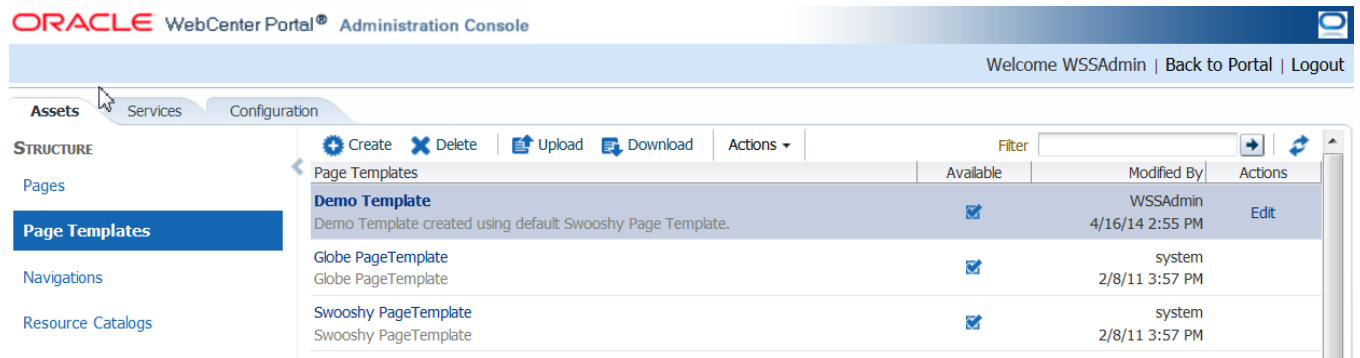 ORACLE WebCenter Portal® Administration Console
Welcome WSSAdmin | Back to Portal | Logout
Assets Services Configuration
STRUCTURE
Pages
Page Templates
Navigations
Resource Catalogs
Create Delete Upload Download Actions Filter
Page Templates Available Modified By Actions
Demo Template WSSAdmin
Demo Template created using default Swooshy Page Template. 4/16/14 2:55 PM Edit
Globe PageTemplate system
Globe PageTemplate 2/8/11 3:57 PM
Swooshy PageTemplate system
Swooshy PageTemplate 2/8/11 3:57 PM